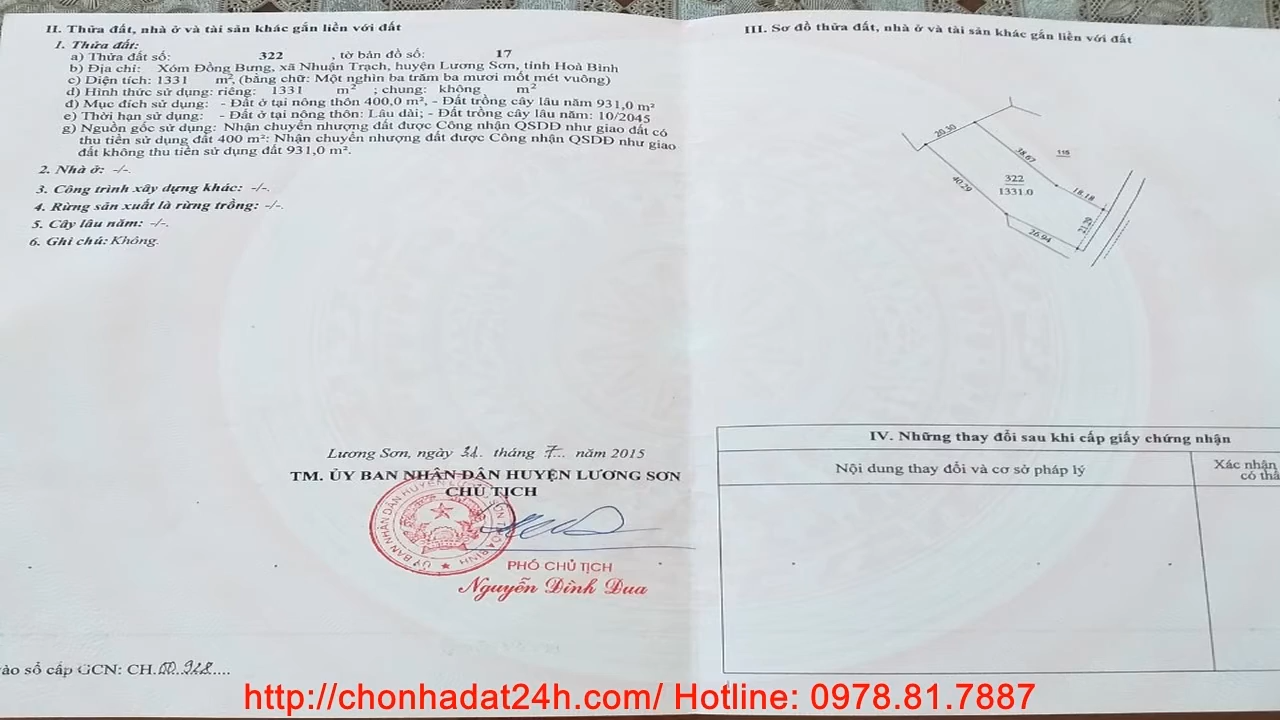 II. Thửa đất, nhà ở và tài sản khác gắn liền với đất
1. Thửa đất:
a) Thửa đất số: 322 , tờ bản đồ số: 17
b) Địa chỉ: Xóm Đồng Bưng, xã Nhuận Trạch, huyện Lương Sơn, tỉnh Hoà Bình
c) Diện tích: 1331 m², (bằng chữ: Một nghìn ba trăm ba mươi mốt mét vuông)
d) Hình thức sử dụng: riêng: 1331 m² ; chung: không m²
đ) Mục đích sử dụng: - Đất ở tại nông thôn 400,0 m², - Đất trồng cây lâu năm 931,0 m²
e) Thời hạn sử dụng: - Đất ở tại nông thôn: Lâu dài; - Đất trồng cây lâu năm: 10/2045
g) Nguồn gốc sử dụng: Nhận chuyển nhượng đất được Công nhận QSDĐ như giao đất có
thu tiền sử dụng đất 400 m²: Nhận chuyển nhượng đất được Công nhận QSDĐ như giao
đất không thu tiền sử dụng đất 931,0 m².
2. Nhà ở: -/-.
3. Công trình xây dựng khác: -/-.
4. Rừng sản xuất là rừng trồng: -/-.
5. Cây lâu năm: -/-.
6. Ghi chú: Không.
Lương Sơn, ngày 31 tháng 7 năm 2015
TM. ỦY BAN NHÂN DÂN HUYỆN LƯƠNG SƠN
CHỦ TỊCH
PHÓ CHỦ TỊCH
Nguyễn Đình Đua
ào sổ cấp GCN: CH.00.928....
III. Sơ đồ thửa đất, nhà ở và tài sản khác gắn liền với đất
20.30
38.67
115
322
1331.0
40.29
18.18
21.20
26.94
IV. Những thay đổi sau khi cấp giấy chứng nhận
Nội dung thay đổi và cơ sở pháp lý
Xác nhận
có thẩ
http://chonhadat24h.com/ Hotline: 0978.81.7887